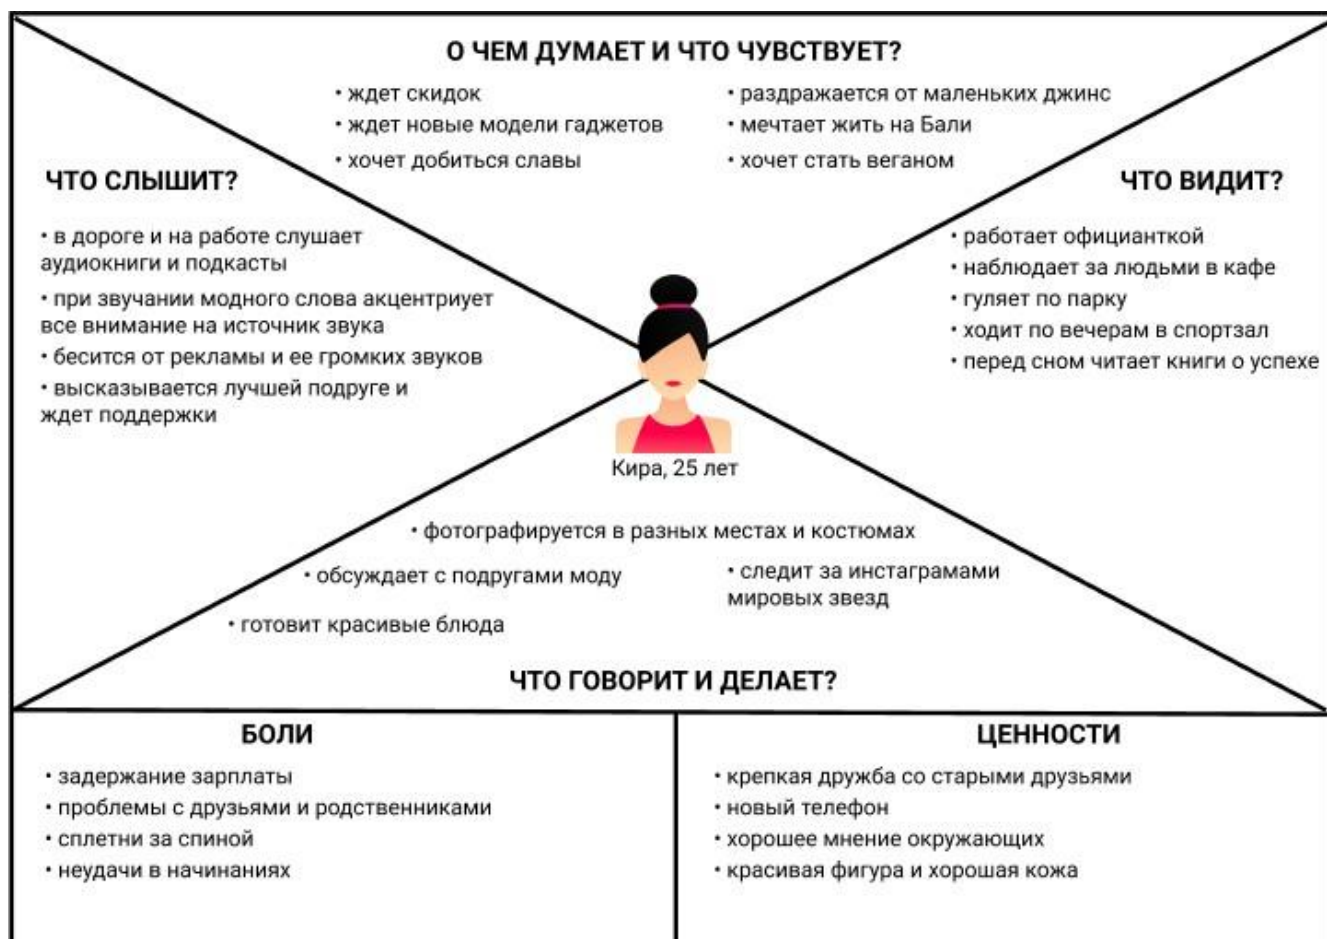 О ЧЕМ ДУМАЕТ И ЧТО ЧУВСТВУЕТ?
• ждет скидок
• ждет новые модели гаджетов
• хочет добиться славы
• раздражается от маленьких джинс
• мечтает жить на Бали
• хочет стать веганом
ЧТО СЛЫШИТ?
• в дороге и на работе слушает
аудиокниги и подкасты
• при звучании модного слова акцентриует
все внимание на источник звука
• бесится от рекламы и ее громких звуков
• высказывается лучшей подруге и
ждет поддержки
ЧТО ВИДИТ?
• работает официанткой
• наблюдает за людьми в кафе
• гуляет по парку
• ходит по вечерам в спортзал
• перед сном читает книги о успехе
Кира, 25 лет
• фотографируется в разных местах и костюмах
• обсуждает с подругами моду
• следит за инстаграмами
мировых звезд
• готовит красивые блюда
ЧТО ГОВОРИТ И ДЕЛАЕТ?
БОЛИ
• задержание зарплаты
• проблемы с друзьями и родственниками
• сплетни за спиной
• неудачи в начинаниях
ЦЕННОСТИ
• крепкая дружба со старыми друзьями
• новый телефон
• хорошее мнение окружающих
• красивая фигура и хорошая кожа